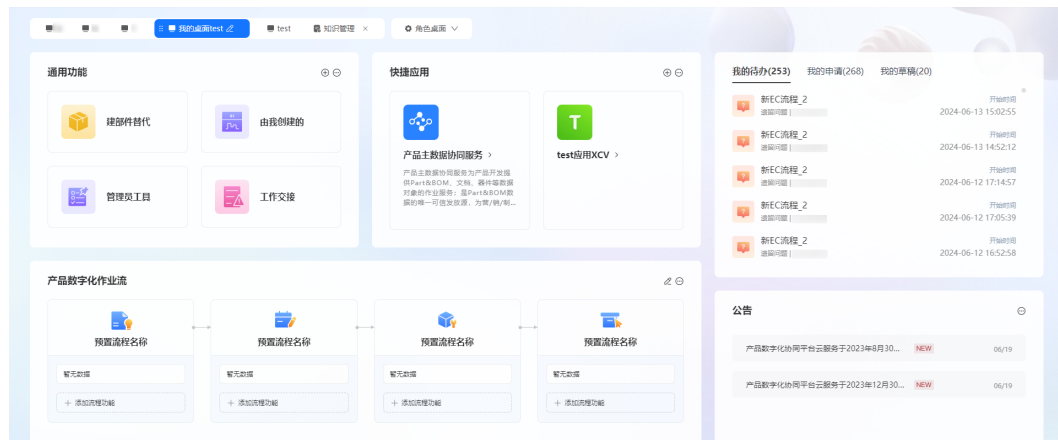 我的桌面test
test
知识管理
角色桌面
通用功能
建部件替代
由我创建的
管理员工具
工作交接
快捷应用
产品主数据协同服务
产品主数据协同服务为产品开发提
供Part&BOM、文档、器件等数据
对象的作业服务；是Part&BOM数
据的唯一可信发放源，为营/销/制...
T
test应用XCV
我的待办(253) 我的申请(268) 我的草稿(20)
新EC流程_2 开始时间
遗留问题 | 2024-06-13 15:02:55
新EC流程_2 开始时间
遗留问题 | 2024-06-13 14:52:12
新EC流程_2 开始时间
遗留问题 | 2024-06-12 17:14:57
新EC流程_2 开始时间
遗留问题 | 2024-06-12 17:05:39
新EC流程_2 开始时间
遗留问题 | 2024-06-12 16:52:58
产品数字化作业流
预置流程名称
暂无数据
+ 添加流程功能
预置流程名称
暂无数据
+ 添加流程功能
预置流程名称
暂无数据
+ 添加流程功能
预置流程名称
暂无数据
+ 添加流程功能
公告
产品数字化协同平台云服务于2023年8月30... NEW 06/19
产品数字化协同平台云服务于2023年12月30... NEW 06/19